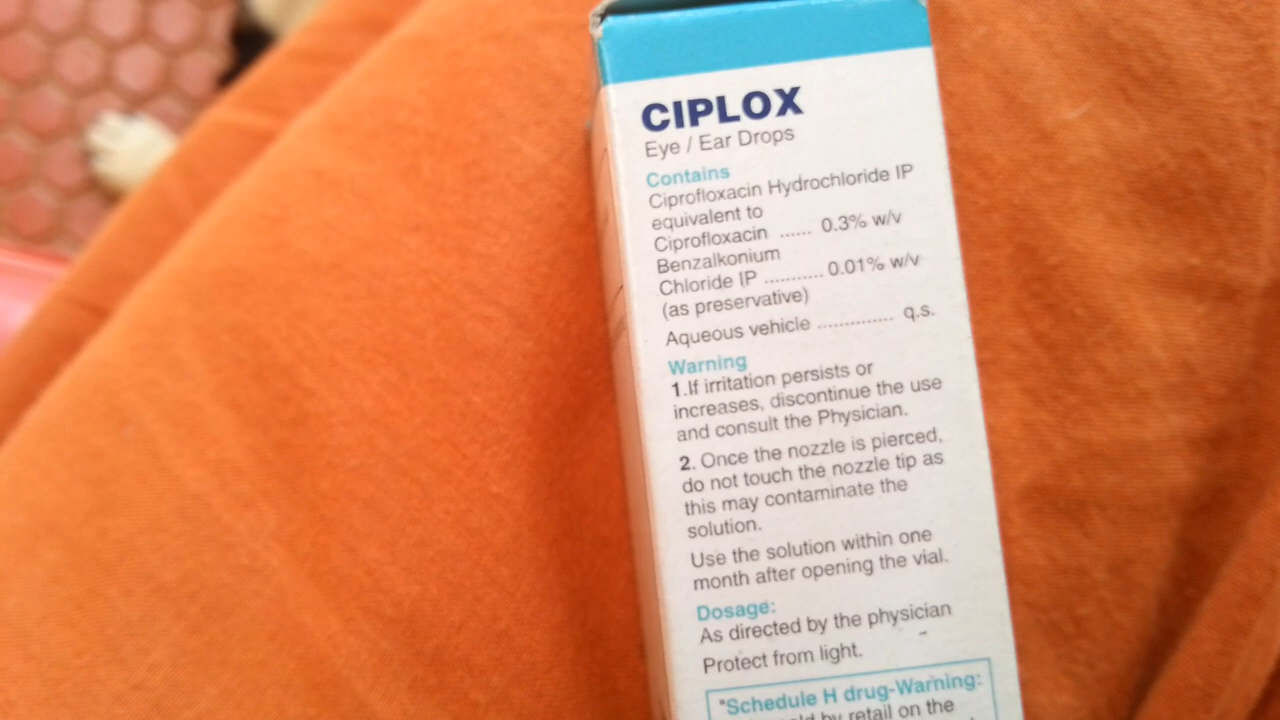 CIPLOX
Eye / Ear Drops
Contains
Ciprofloxacin Hydrochloride IP
equivalent to
Ciprofloxacin ...... 0.3% w/v
Benzalkonium
Chloride IP ........... 0.01% w/v
(as preservative)
Aqueous vehicle .............. q.s.
Warning
1.If irritation persists or
increases, discontinue the use
and consult the Physician.
2. Once the nozzle is pierced,
do not touch the nozzle tip as
this may contaminate the
solution.
Use the solution within one
month after opening the vial.
Dosage:
As directed by the physician
Protect from light.
"Schedule H drug-Warning:
by retail on the